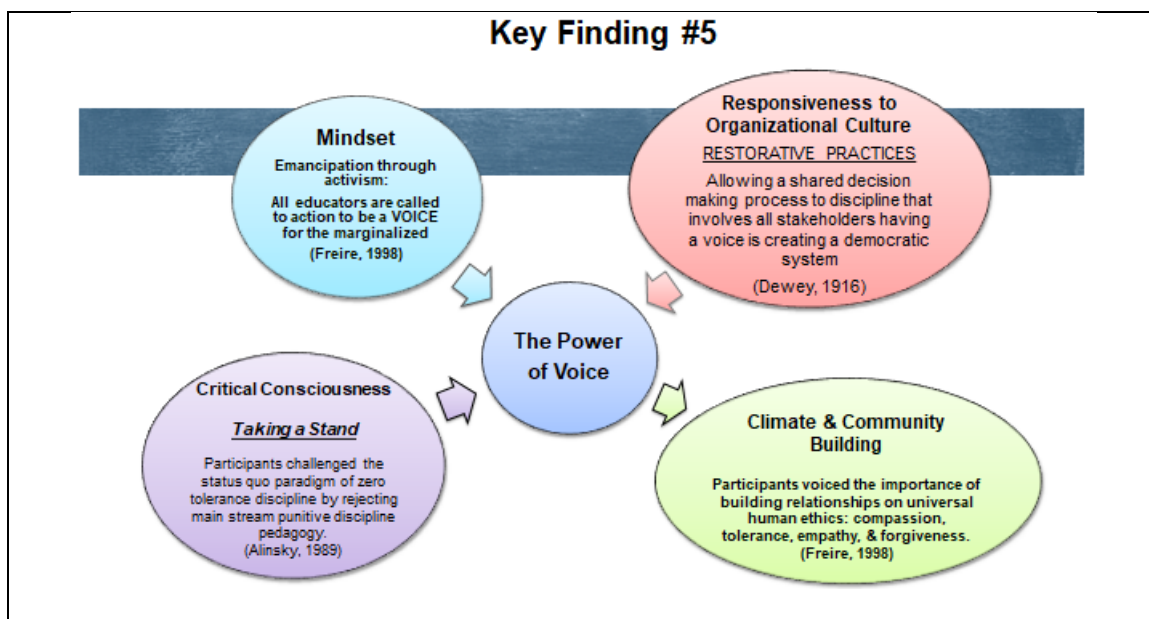 Key Finding #5
Mindset
Emancipation through
activism:
All educators are called
to action to be a VOICE
for the marginalized
(Freire, 1998)
Responsiveness to
Organizational Culture
RESTORATIVE PRACTICES
Allowing a shared decision
making process to discipline that
involves all stakeholders having
a voice is creating a democratic
system
(Dewey, 1916)
The Power
of Voice
Critical Consciousness
Taking a Stand
Participants challenged the
status quo paradigm of zero
tolerance discipline by rejecting
main stream punitive discipline
pedagogy.
(Alinsky, 1989)
Climate & Community
Building
Participants voiced the importance of
building relationships on universal
human ethics: compassion,
tolerance, empathy, & forgiveness.
(Freire, 1998)